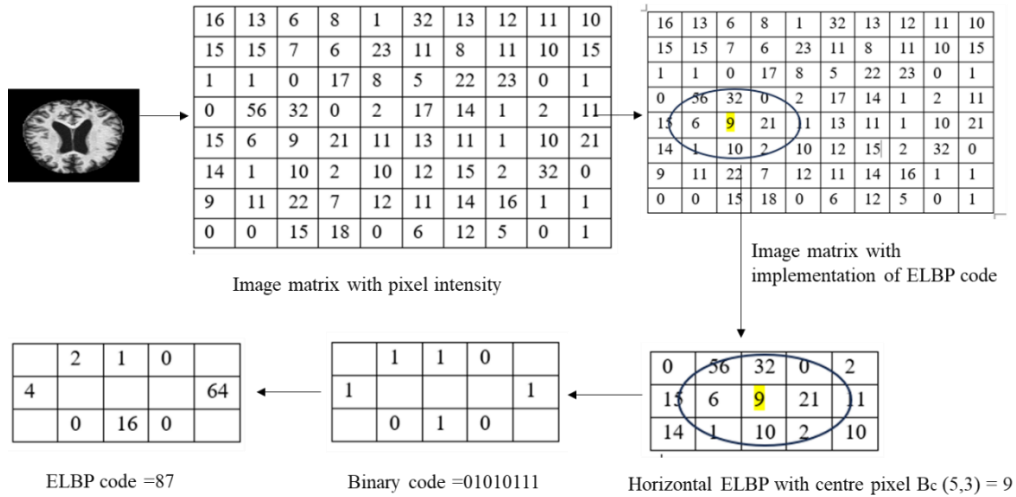 16 13 6 8 1 32 13 12 11 10
15 15 7 6 23 11 8 11 10 15
1 1 0 17 8 5 22 23 0 1
0 56 32 0 2 17 14 1 2 11
15 6 9 21 11 13 11 1 10 21
14 1 10 2 10 12 15 2 32 0
9 11 22 7 12 11 14 16 1 1
0 0 15 18 0 6 12 5 0 1
Image matrix with pixel intensity
16 13 6 8 1 32 13 12 11 10
15 15 7 6 23 11 8 11 10 15
1 1 0 17 8 5 22 23 0 1
0 56 32 0 2 17 14 1 2 11
15 6 9 21 11 13 11 1 10 21
14 1 10 2 10 12 15 2 32 0
9 11 22 7 12 11 14 16 1 1
0 0 15 18 0 6 12 5 0 1
Image matrix with
implementation of ELBP code
0 56 32 0 2
15 6 9 21 11
14 1 10 2 10
Horizontal ELBP with centre pixel Bc (5,3) = 9
1 1 0
1 1
0 1 0
Binary code =01010111
2 1 0
4 64
0 16 0
ELBP code =87